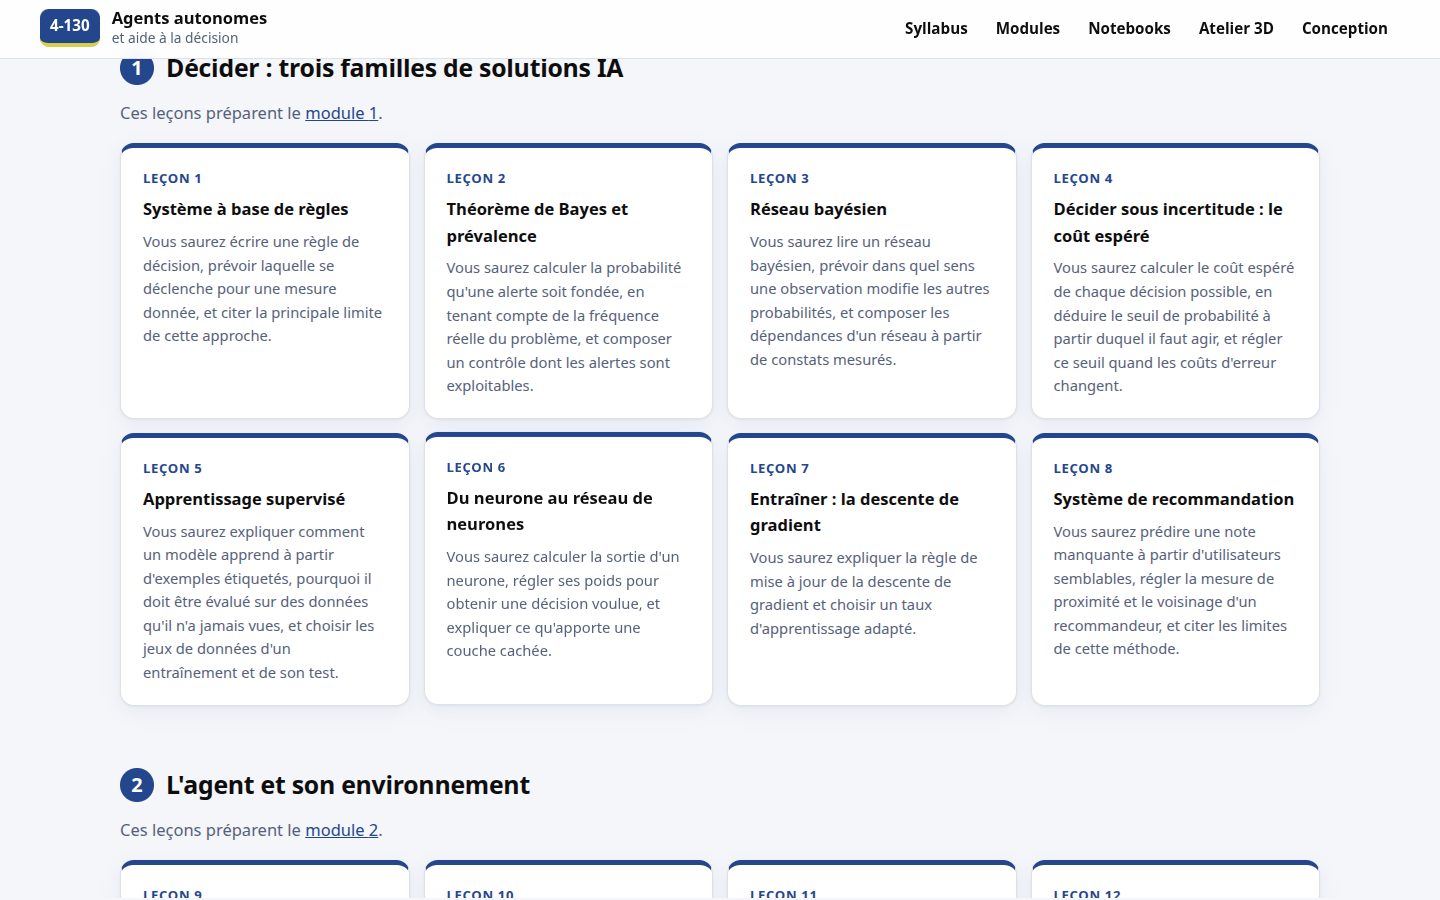 4-130
Agents autonomes
et aide à la décision
Syllabus Modules Notebooks Atelier 3D Conception
1 Décider : trois familles de solutions IA
Ces leçons préparent le module 1.
LEÇON 1
Système à base de règles
Vous saurez écrire une règle de
décision, prévoir laquelle se
déclenche pour une mesure
donnée, et citer la principale limite
de cette approche.
LEÇON 2
Théorème de Bayes et
prévalence
Vous saurez calculer la probabilité
qu'une alerte soit fondée, en
tenant compte de la fréquence
réelle du problème, et composer
un contrôle dont les alertes sont
exploitables.
LEÇON 3
Réseau bayésien
Vous saurez lire un réseau
bayésien, prévoir dans quel sens
une observation modifie les autres
probabilités, et composer les
dépendances d'un réseau à partir
de constats mesurés.
LEÇON 4
Décider sous incertitude : le
coût espéré
Vous saurez calculer le coût espéré
de chaque décision possible, en
déduire le seuil de probabilité à
partir duquel il faut agir, et régler
ce seuil quand les coûts d'erreur
changent.
LEÇON 5
Apprentissage supervisé
Vous saurez expliquer comment
un modèle apprend à partir
d'exemples étiquetés, pourquoi il
doit être évalué sur des données
qu'il n'a jamais vues, et choisir les
jeux de données d'un
entraînement et de son test.
LEÇON 6
Du neurone au réseau de
neurones
Vous saurez calculer la sortie d'un
neurone, régler ses poids pour
obtenir une décision voulue, et
expliquer ce qu'apporte une
couche cachée.
LEÇON 7
Entraîner : la descente de
gradient
Vous saurez expliquer la règle de
mise à jour de la descente de
gradient et choisir un taux
d'apprentissage adapté.
LEÇON 8
Système de recommandation
Vous saurez prédire une note
manquante à partir d'utilisateurs
semblables, régler la mesure de
proximité et le voisinage d'un
recommandeur, et citer les limites
de cette méthode.
2 L'agent et son environnement
Ces leçons préparent le module 2.
LEÇON 9
LEÇON 10
LEÇON 11
LEÇON 12